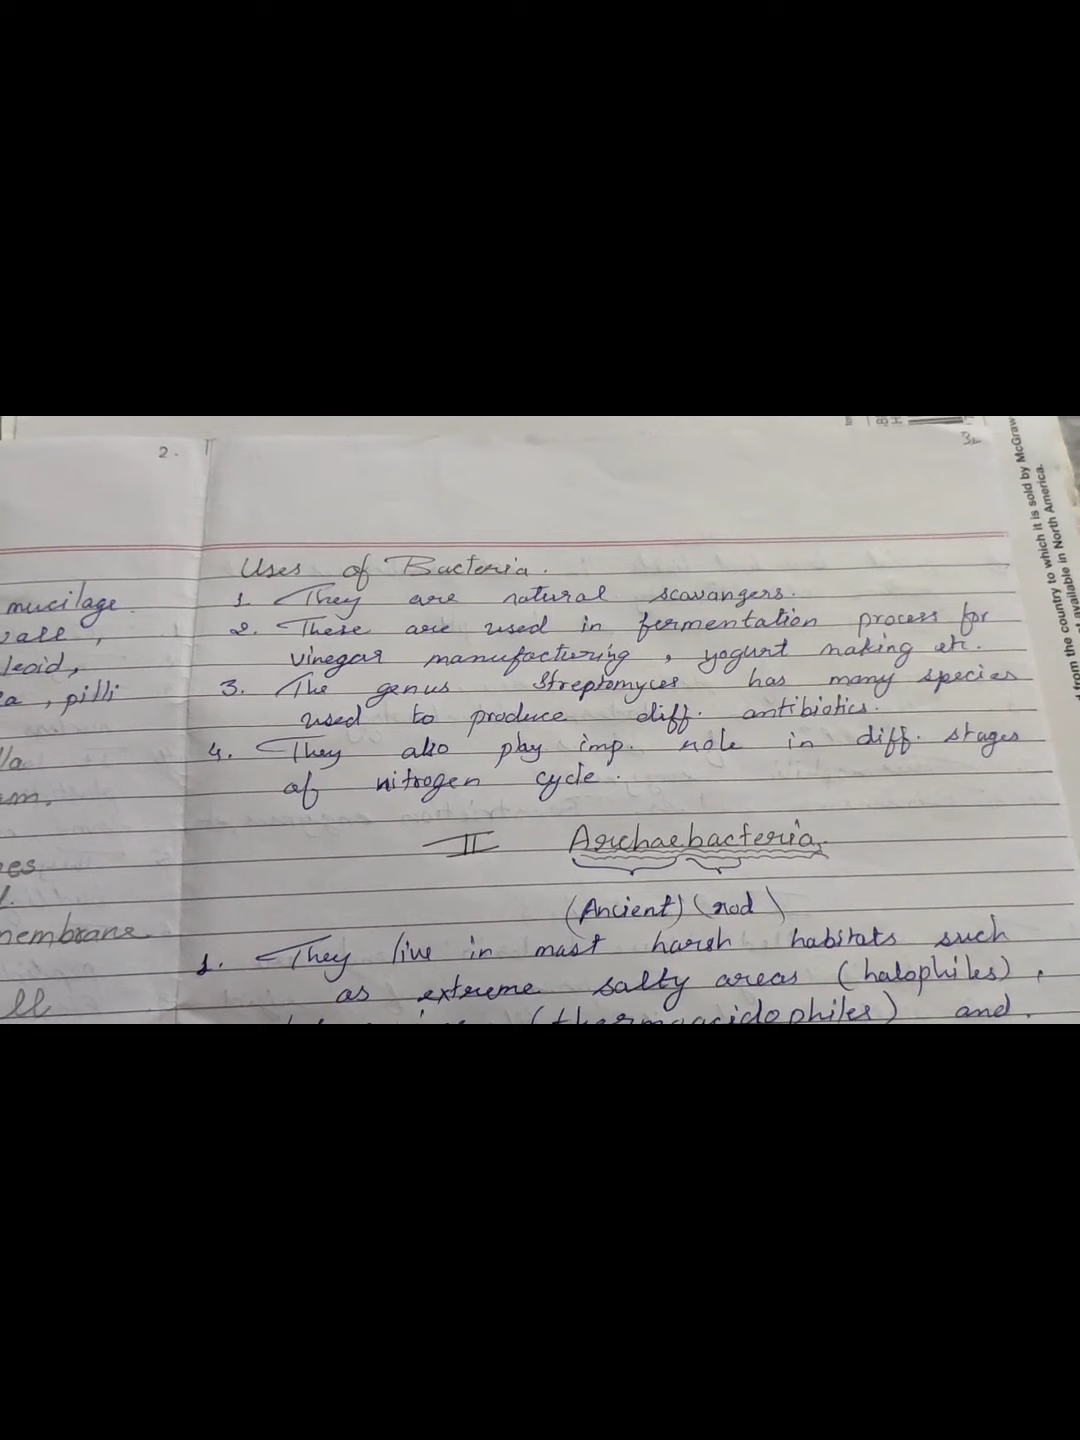 2.
3
mucilage
pilli
membrane.
Uses of Bacteria.
1. They are natural scavangers.
2. These are used in fermentation process for
vinegar manufacturing, yogurt making etc.
3. The genus Streptomyces has many species
used to produce diff. antibiotics.
4. They also play imp. role in diff. stages
of nitrogen cycle.
II Archaebacteria.
(Ancient) (rod)
1. They live in most harsh habitats such
as extreme salty areas (halophiles),
(thermoacidophiles) and
from the country to which it is sold by McGraw
available in North America.